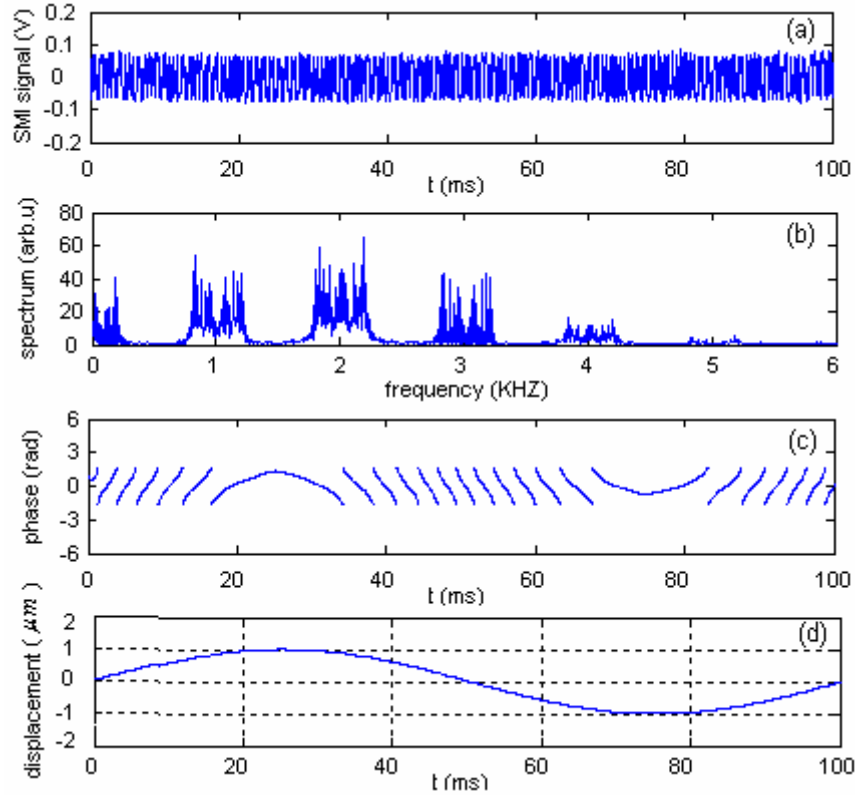 SMI signal (V)
0.2
0.1
0
-0.1
-0.2
(a)
0 20 40 60 80 100
t (ms)
spectrum (arb.u)
80
60
40
20
0
(b)
0 1 2 3 4 5 6
frequency (KHZ)
phase (rad)
6
3
0
-3
-6
(c)
0 20 40 60 80 100
t (ms)
displacement ( μm )
2
1
0
-1
-2
(d)
0 20 40 60 80 100
t (ms)